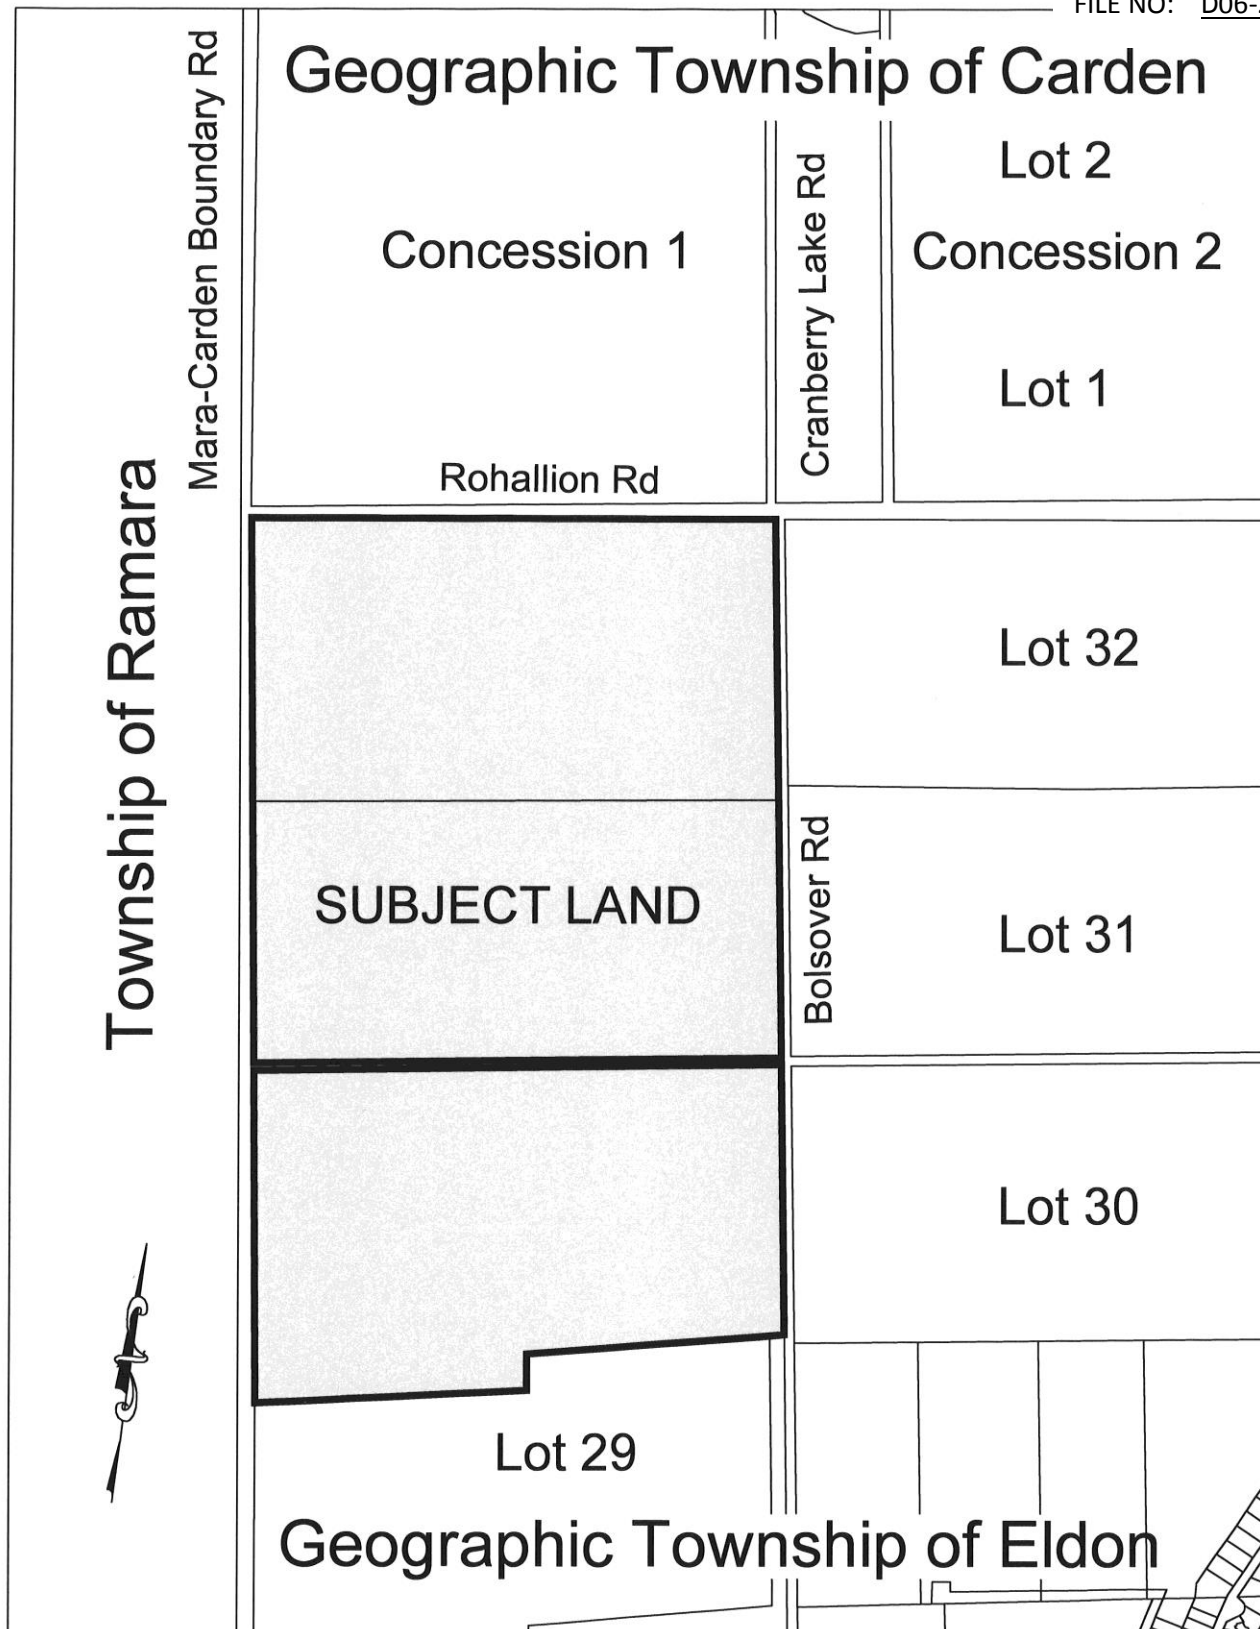 FILE NO:
Geographic Township of Carden
Mara-Carden Boundary Rd
Lot 2
Cranberry Lake Rd
Concession 1
Concession 2
Lot 1
Rohallion Rd
Township of Ramara
Lot 32
SUBJECT LAND
Bolsover Rd
Lot 31
Lot 30
Lot 29
Geographic Township of Eldon